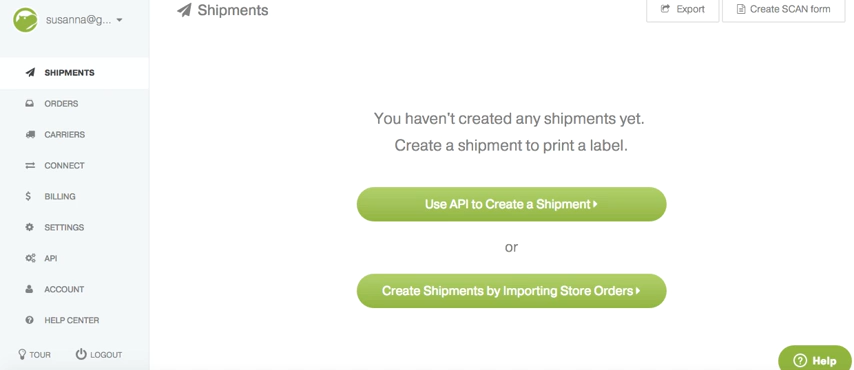 susanna@g...
SHIPMENTS
ORDERS
CARRIERS
CONNECT
BILLING
SETTINGS
API
ACCOUNT
HELP CENTER
TOUR
LOGOUT
Shipments
Export
Create SCAN form
You haven't created any shipments yet.
Create a shipment to print a label.
Use API to Create a Shipment
or
Create Shipments by Importing Store Orders
Help